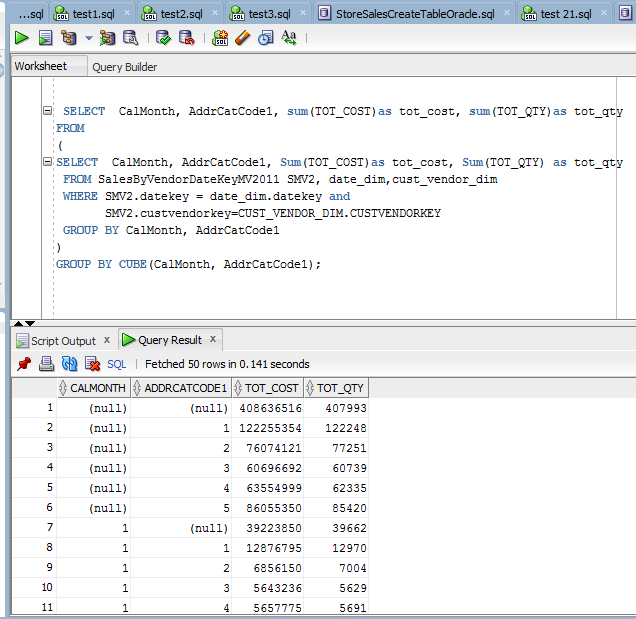 ...sql test1.sql test2.sql test3.sql StoreSalesCreateTableOracle.sql test 21.sql
Worksheet Query Builder
SELECT CalMonth, AddrCatCode1, sum(TOT_COST)as tot_cost, sum(TOT_QTY)as tot_qty
FROM
(
SELECT CalMonth, AddrCatCode1, Sum(TOT_COST)as tot_cost, Sum(TOT_QTY) as tot_qty
FROM SalesByVendorDateKeyMV2011 SMV2, date_dim,cust_vendor_dim
WHERE SMV2.datekey = date_dim.datekey and
SMV2.custvendorkey=CUST_VENDOR_DIM.CUSTVENDORKEY
GROUP BY CalMonth, AddrCatCode1
)
GROUP BY CUBE(CalMonth, AddrCatCode1);
Script Output x Query Result x
SQL | Fetched 50 rows in 0.141 seconds
CALMONTH ADDRCATCODE1 TOT_COST TOT_QTY
1 (null) (null) 408636516 407993
2 (null) 1 122255354 122248
3 (null) 2 76074121 77251
4 (null) 3 60696692 60739
5 (null) 4 63554999 62335
6 (null) 5 86055350 85420
7 1 (null) 39223850 39662
8 1 1 12876795 12970
9 1 2 6856150 7004
10 1 3 5643236 5629
11 1 4 5657775 5691